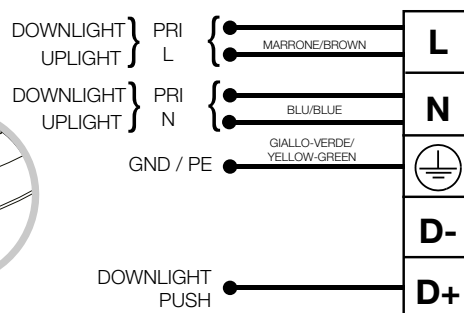 DOWNLIGHT } PRI {
UPLIGHT } L {
MARRONE/BROWN
L
DOWNLIGHT } PRI {
UPLIGHT } N {
BLU/BLUE
N
GIALLO-VERDE/
YELLOW-GREEN
GND / PE
D-
DOWNLIGHT
PUSH
D+